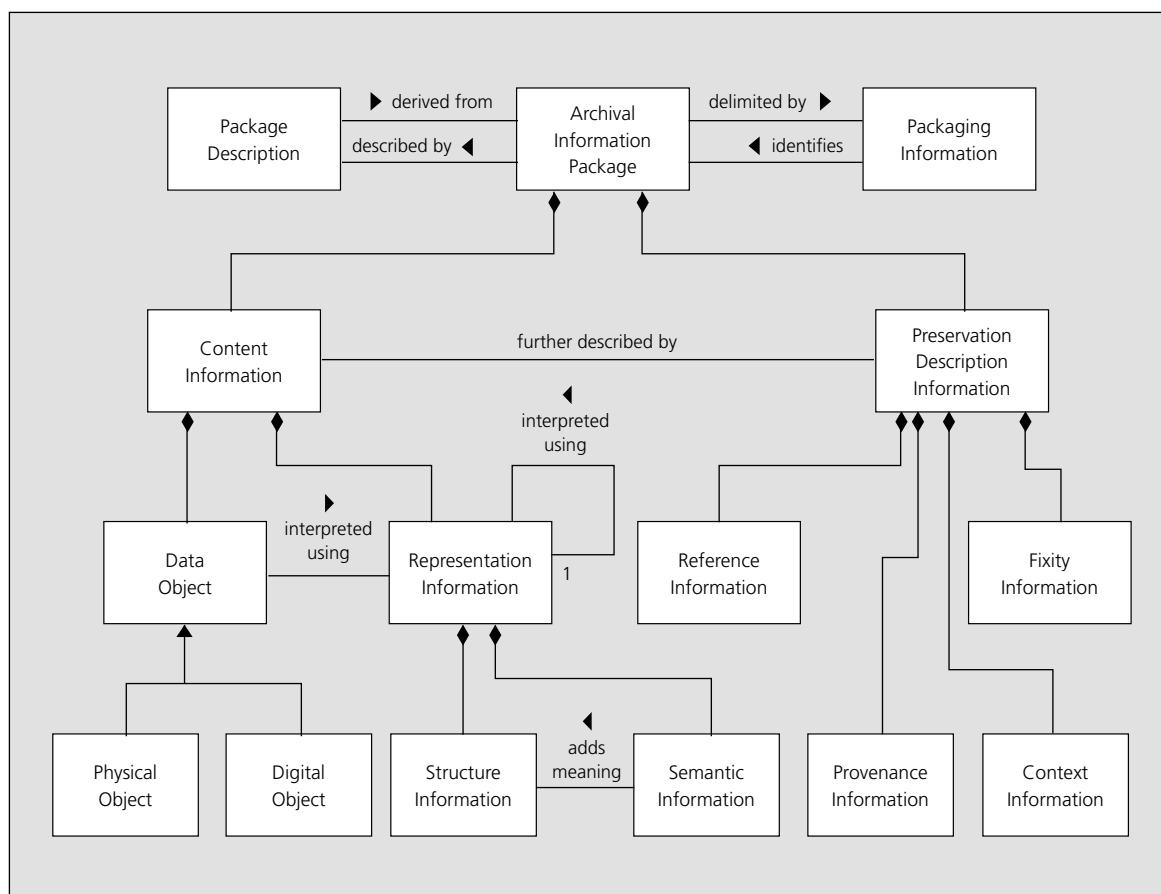 Package
Description
derived from
described by
Archival
Information
Package
delimited by
identifies
Packaging
Information
Content
Information
further described by
Preservation
Description
Information
interpreted
using
interpreted
using
Data
Object
Representation
Information
1
Reference
Information
Fixity
Information
Physical
Object
Digital
Object
Structure
Information
adds
meaning
Semantic
Information
Provenance
Information
Context
Information